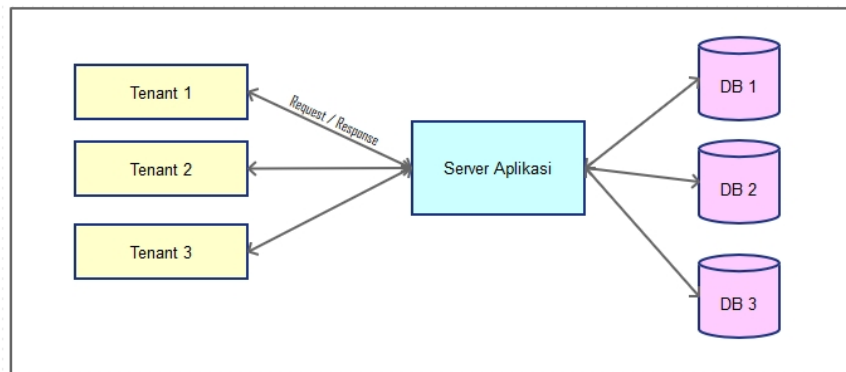 Tenant 1
Request / Response
Tenant 2
Server Aplikasi
Tenant 3
DB 1
DB 2
DB 3